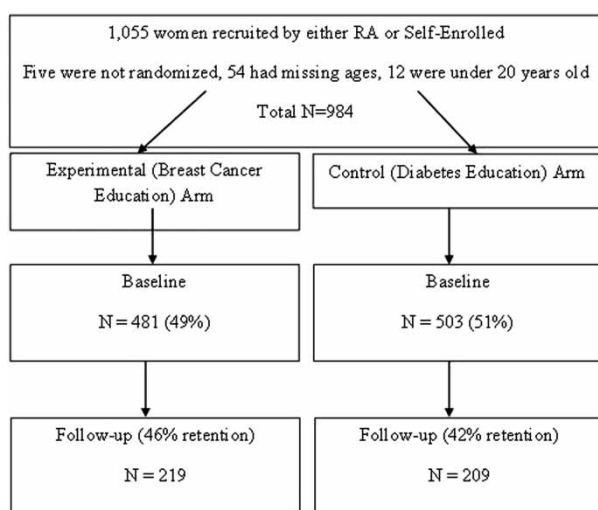 1,055 women recruited by either RA or Self-Enrolled
Five were not randomized, 54 had missing ages, 12 were under 20 years old
Total N=984
Experimental (Breast Cancer
Education) Arm
Control (Diabetes Education) Arm
Baseline
N = 481 (49%)
Baseline
N = 503 (51%)
Follow-up (46% retention)
N = 219
Follow-up (42% retention)
N = 209